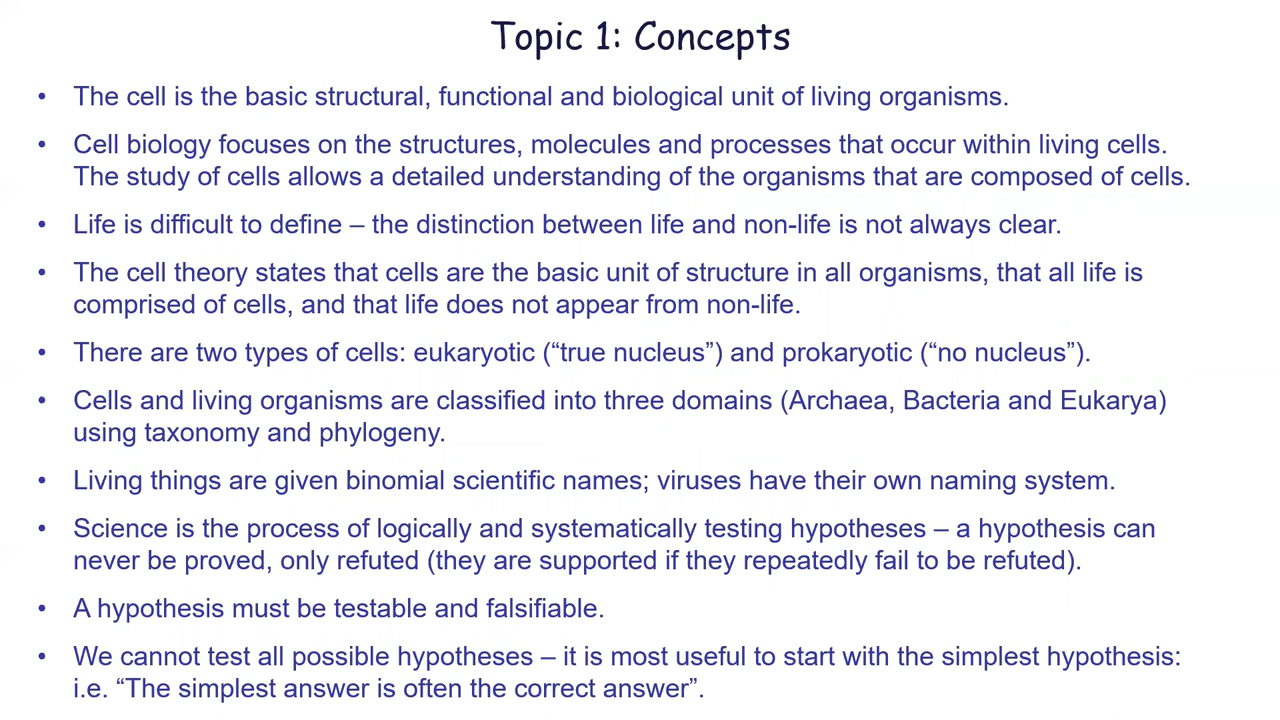 Topic 1: Concepts
• The cell is the basic structural, functional and biological unit of living organisms.
• Cell biology focuses on the structures, molecules and processes that occur within living cells.
The study of cells allows a detailed understanding of the organisms that are composed of cells.
• Life is difficult to define – the distinction between life and non-life is not always clear.
• The cell theory states that cells are the basic unit of structure in all organisms, that all life is
comprised of cells, and that life does not appear from non-life.
• There are two types of cells: eukaryotic (“true nucleus”) and prokaryotic (“no nucleus”).
• Cells and living organisms are classified into three domains (Archaea, Bacteria and Eukarya)
using taxonomy and phylogeny.
• Living things are given binomial scientific names; viruses have their own naming system.
• Science is the process of logically and systematically testing hypotheses – a hypothesis can
never be proved, only refuted (they are supported if they repeatedly fail to be refuted).
• A hypothesis must be testable and falsifiable.
• We cannot test all possible hypotheses – it is most useful to start with the simplest hypothesis:
i.e. “The simplest answer is often the correct answer”.